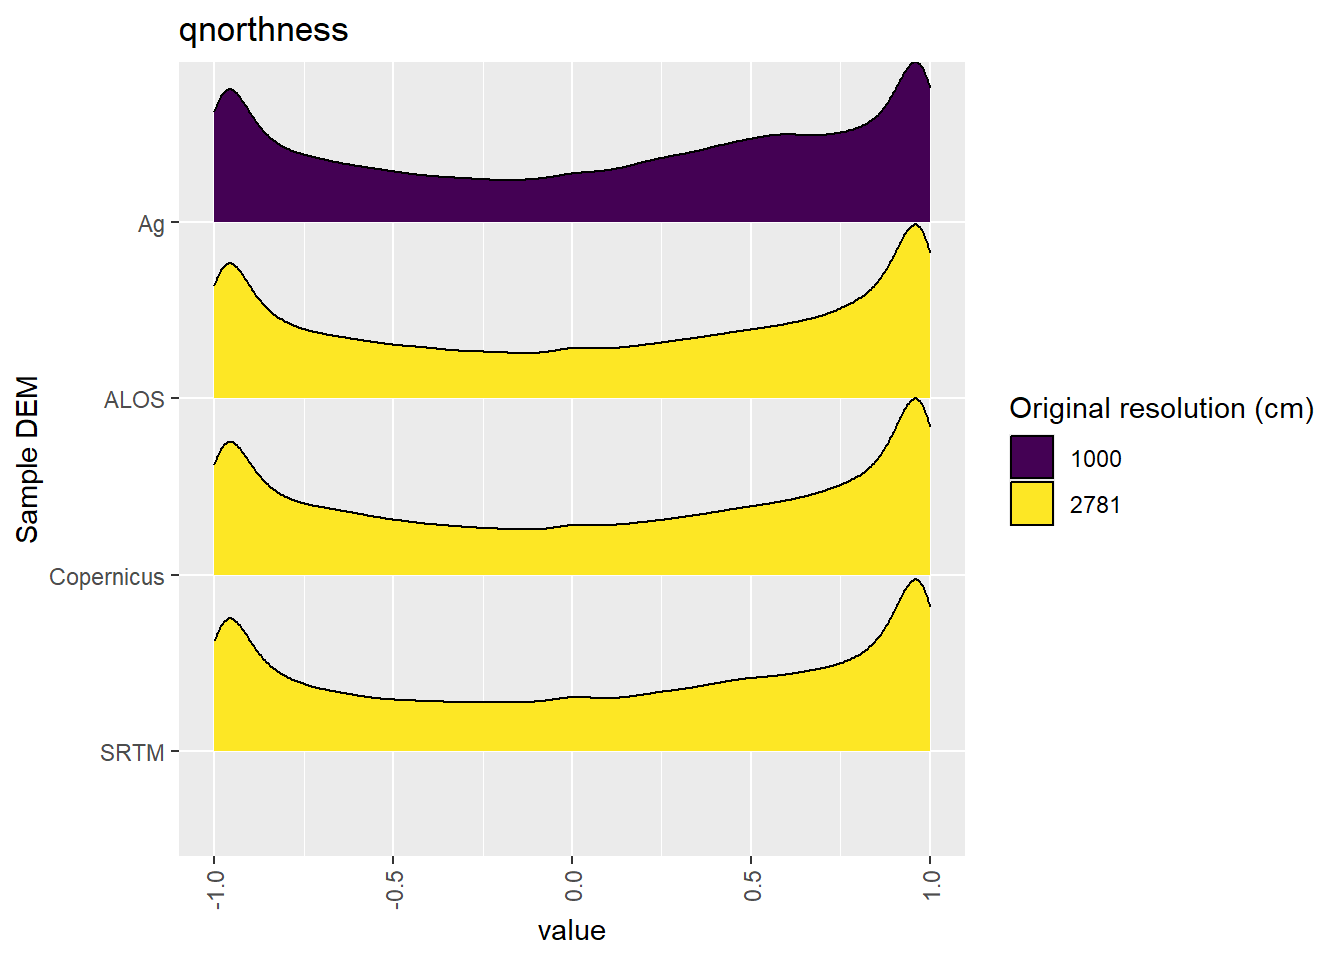 qnorthness
Sample DEM
Ag
ALOS
Copernicus
SRTM
-1.0
-0.5
0.0
0.5
1.0
value
Original resolution (cm)
1000
2781